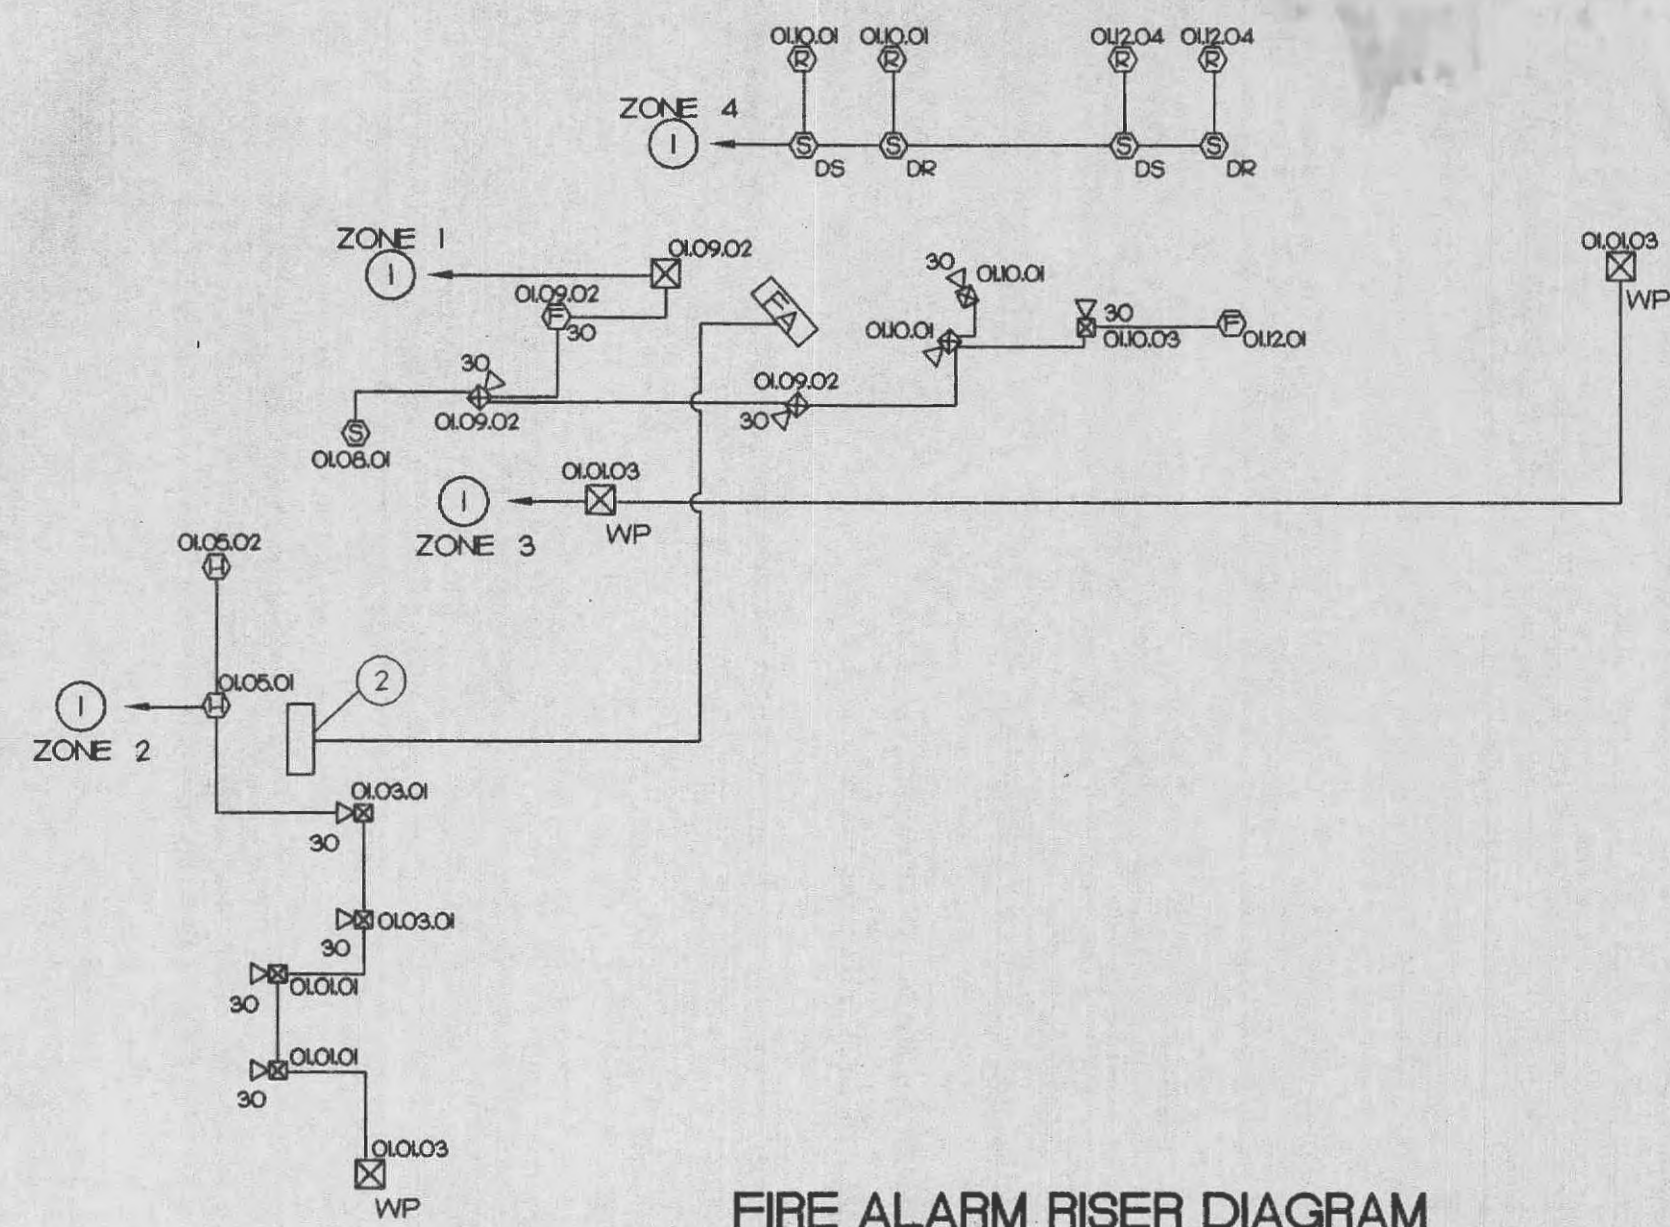 01.10.01 01.10.01 01.12.04 01.12.04
R R R R
ZONE 4
1 S S S S
DS DR DS DR
ZONE 1
1
01.09.02
01.01.03
WP
01.09.02
F
30
FA
30
01.10.01
01.10.01
30
01.10.03
F
01.12.01
30
01.09.02
01.09.02
30
S
01.08.01
01.01.03
1
ZONE 3
WP
01.05.02
H
01.05.01
H
1
ZONE 2
2
01.03.01
30
01.03.01
30
01.01.01
30
01.01.01
30
01.01.03
WP
FIRE ALARM RISER DIAGRAM